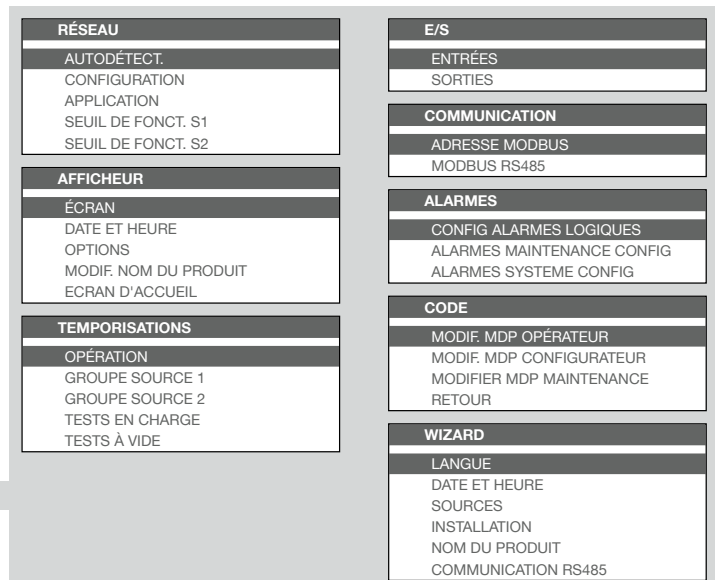 RÉSEAU
AUTODÉTECT.
CONFIGURATION
APPLICATION
SEUIL DE FONCT. S1
SEUIL DE FONCT. S2
AFFICHEUR
ÉCRAN
DATE ET HEURE
OPTIONS
MODIF. NOM DU PRODUIT
ECRAN D'ACCUEIL
TEMPORISATIONS
OPÉRATION
GROUPE SOURCE 1
GROUPE SOURCE 2
TESTS EN CHARGE
TESTS À VIDE
E/S
ENTRÉES
SORTIES
COMMUNICATION
ADRESSE MODBUS
MODBUS RS485
ALARMES
CONFIG ALARMES LOGIQUES
ALARMES MAINTENANCE CONFIG
ALARMES SYSTEME CONFIG
CODE
MODIF. MDP OPÉRATEUR
MODIF. MDP CONFIGURATEUR
MODIFIER MDP MAINTENANCE
RETOUR
WIZARD
LANGUE
DATE ET HEURE
SOURCES
INSTALLATION
NOM DU PRODUIT
COMMUNICATION RS485